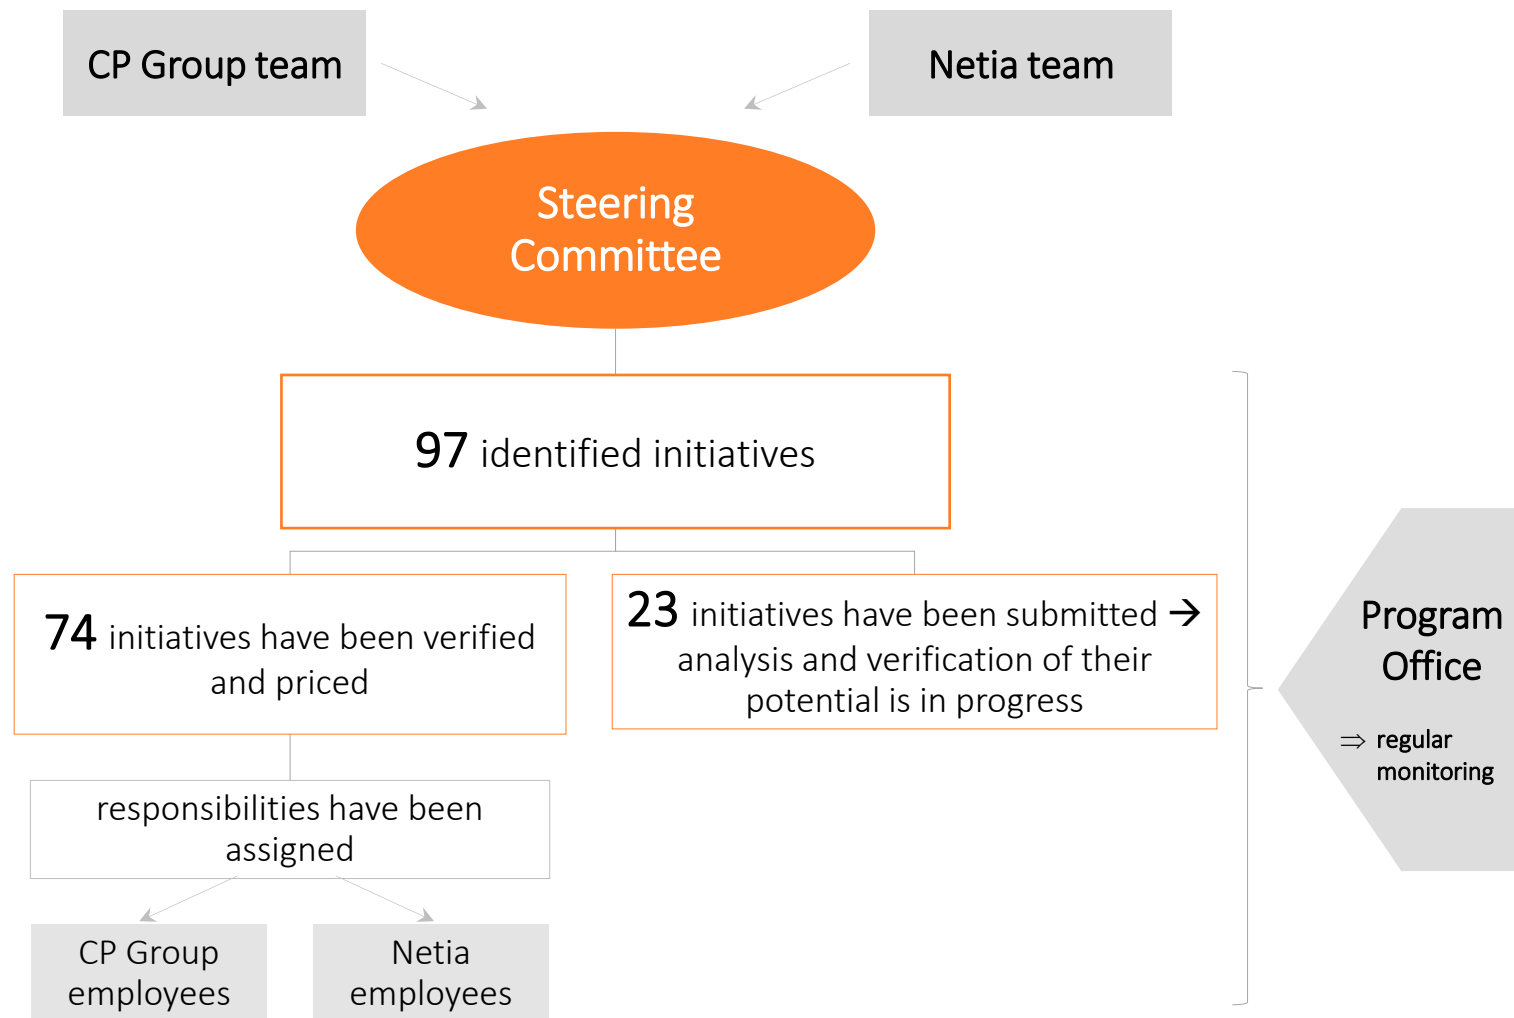 CP Group team
Netia team
Steering
Committee
97 identified initiatives
74 initiatives have been verified
and priced
23 initiatives have been submitted →
analysis and verification of their
potential is in progress
Program
Office
⇒ regular
monitoring
responsibilities have been
assigned
CP Group
employees
Netia
employees